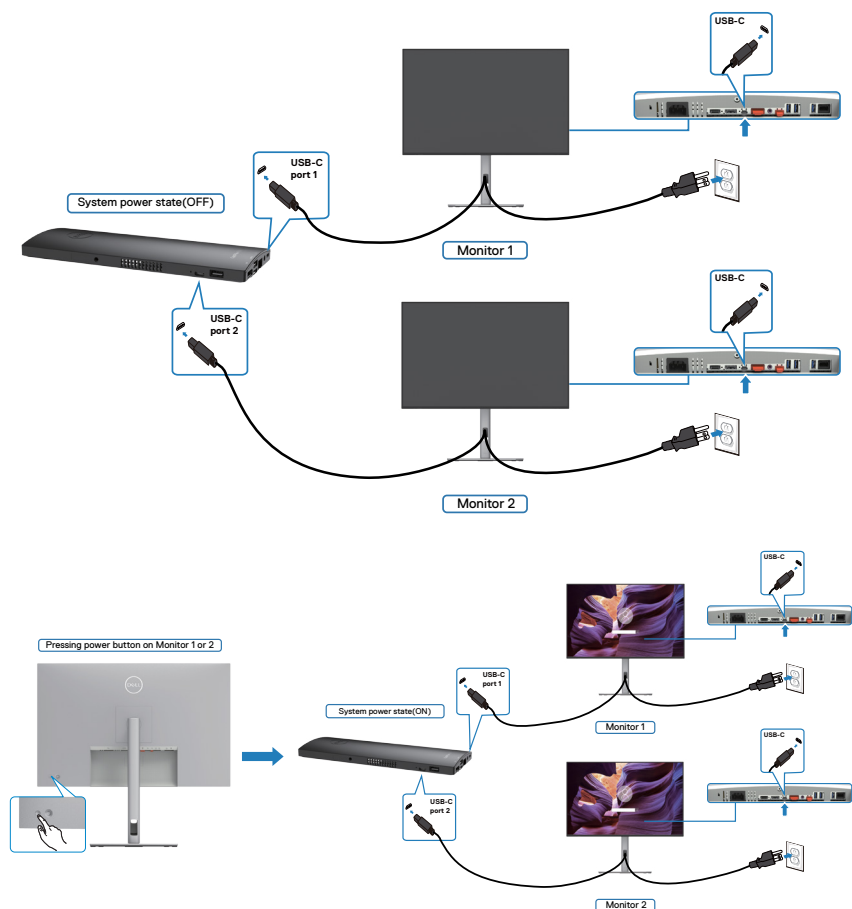 USB-C
USB-C
port 1
System power state(OFF)
Monitor 1
USB-C
port 2
USB-C
Monitor 2
USB-C
Pressing power button on Monitor 1 or 2
DELL
USB-C
port 1
System power state(ON)
Monitor 1
USB-C
USB-C
port 2
Monitor 2